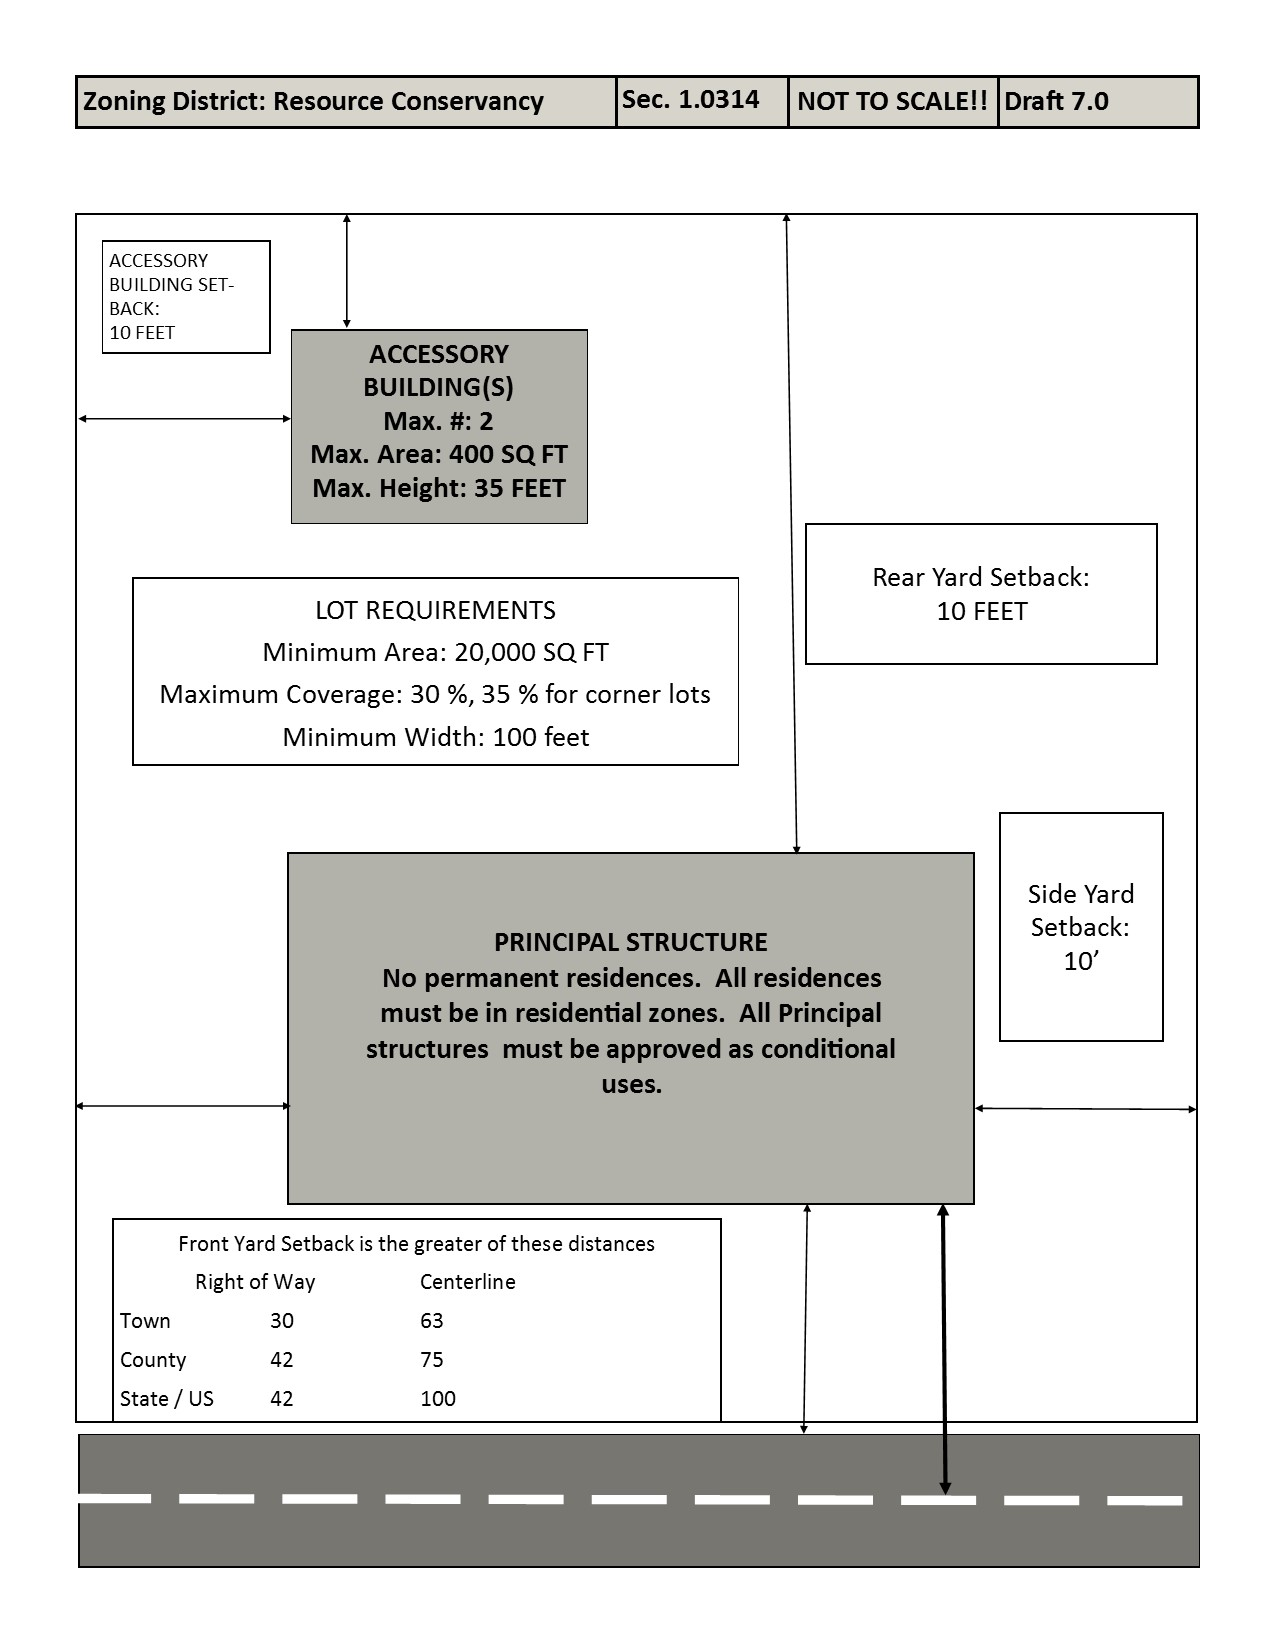 Zoning District: Resource Conservancy
Sec. 1.0314
NOT TO SCALE!!
Draft 7.0
ACCESSORY
BUILDING SET-
BACK:
10 FEET
ACCESSORY
BUILDING(S)
Max. #: 2
Max. Area: 400 SQ FT
Max. Height: 35 FEET
Rear Yard Setback:
10 FEET
LOT REQUIREMENTS
Minimum Area: 20,000 SQ FT
Maximum Coverage: 30 %, 35 % for corner lots
Minimum Width: 100 feet
Side Yard
Setback:
10’
PRINCIPAL STRUCTURE
No permanent residences.  All residences
must be in residential zones.  All Principal
structures  must be approved as conditional
uses.
Front Yard Setback is the greater of these distances
Right of Way Centerline
Town 30 63
County 42 75
State / US 42 100